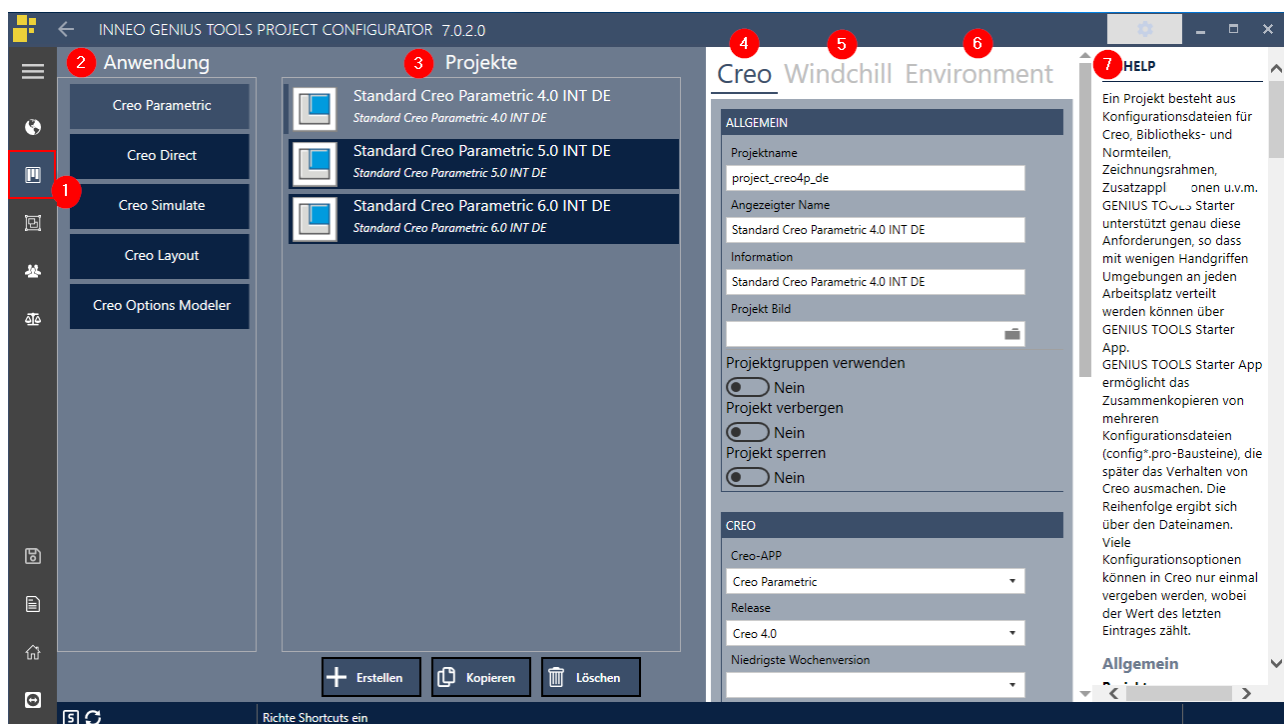 INNEO GENIUS TOOLS PROJECT CONFIGURATOR 7.0.2.0
1
2 Anwendung
Creo Parametric
Creo Direct
Creo Simulate
Creo Layout
Creo Options Modeler
3 Projekte
Standard Creo Parametric 4.0 INT DE
Standard Creo Parametric 4.0 INT DE
Standard Creo Parametric 5.0 INT DE
Standard Creo Parametric 5.0 INT DE
Standard Creo Parametric 6.0 INT DE
Standard Creo Parametric 6.0 INT DE
Erstellen Kopieren Löschen
4 5 6
Creo Windchill Environment
ALLGEMEIN
Projektname
project_creo4p_de
Angezeigter Name
Standard Creo Parametric 4.0 INT DE
Information
Standard Creo Parametric 4.0 INT DE
Projekt Bild
Projektgruppen verwenden
Nein
Projekt verbergen
Nein
Projekt sperren
Nein
CREO
Creo-APP
Creo Parametric
Release
Creo 4.0
Niedrigste Wochenversion
7 HELP
Ein Projekt besteht aus
Konfigurationsdateien für
Creo, Bibliotheks- und
Normteilen,
Zeichnungsrahmen,
Zusatzappl onen u.v.m.
GENIUS TOOLS Starter
unterstützt genau diese
Anforderungen, so dass
mit wenigen Handgriffen
Umgebungen an jeden
Arbeitsplatz verteilt
werden können über
GENIUS TOOLS Starter
App.
GENIUS TOOLS Starter App
ermöglicht das
Zusammenkopieren von
mehreren
Konfigurationsdateien
(config*.pro-Bausteine), die
später das Verhalten von
Creo ausmachen. Die
Reihenfolge ergibt sich
über den Dateinamen.
Viele
Konfigurationsoptionen
können in Creo nur einmal
vergeben werden, wobei
der Wert des letzten
Eintrages zählt.
Allgemein
S
Richte Shortcuts ein